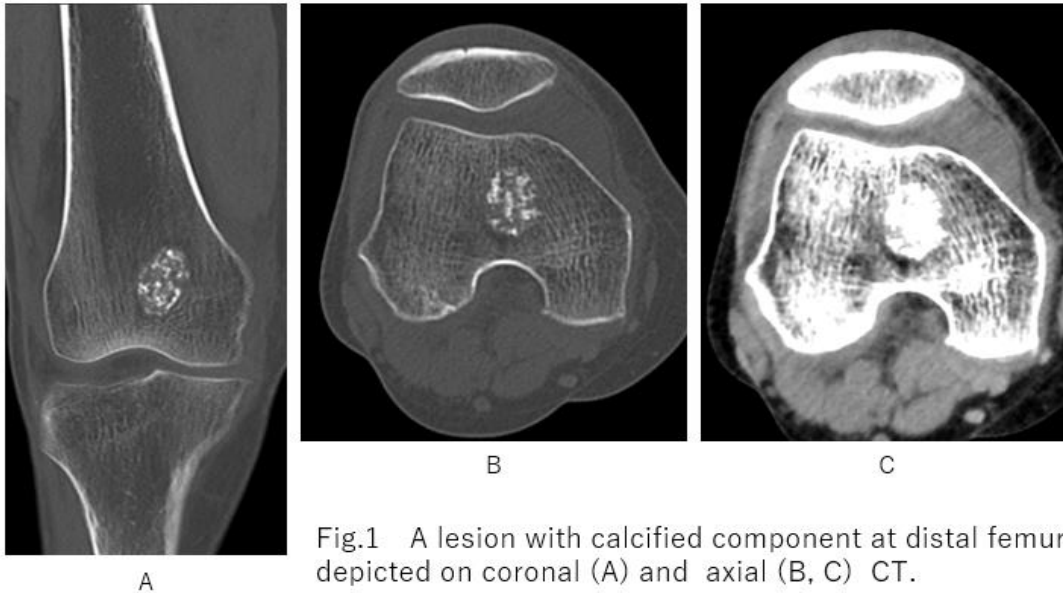 A
B
C
Fig.1 A lesion with calcified component at distal femur
depicted on coronal (A) and axial (B, C) CT.